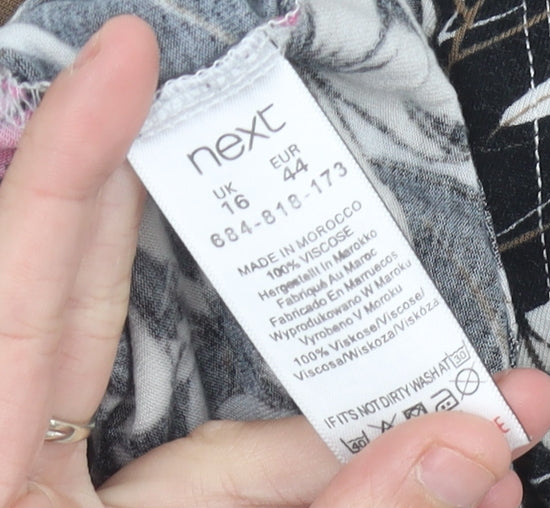 next
UK EUR
16 44
684-818-173
MADE IN MOROCCO
100% VISCOSE
Hergestellt In Marokko
Fabriqué Au Maroc
Fabricado En Marruecos
Wyprodukowano W Maroku
Vyrobeno V Maroku
100% Viskose/Viscose/
Viscosa/Wiskoza/Viskóza
IF IT'S NOT DIRTY WASH AT 30
40
E